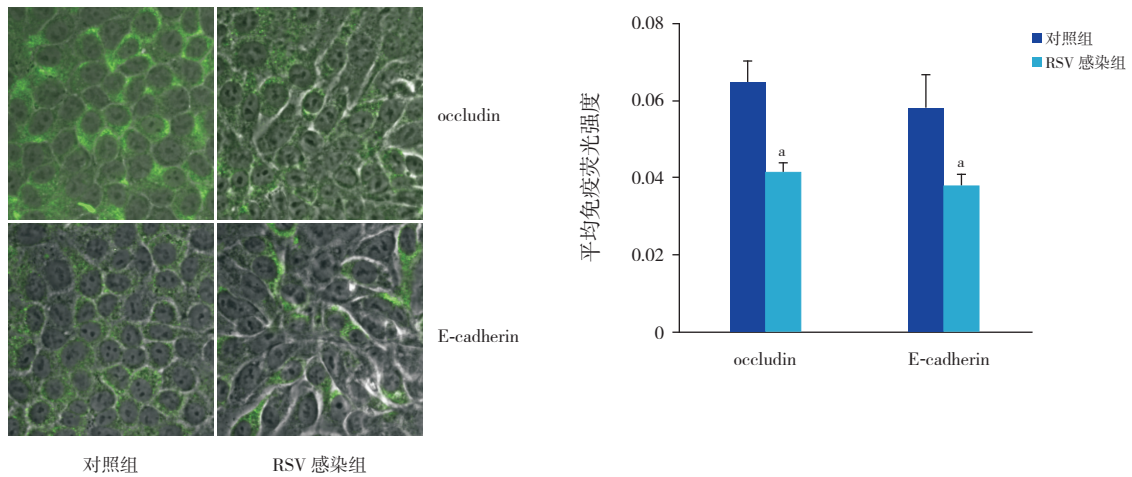 occludin
E-cadherin
对照组
RSV 感染组
平均免疫荧光强度
0.08
0.06
0.04
0.02
0
a
a
occludin
E-cadherin
对照组
RSV 感染组